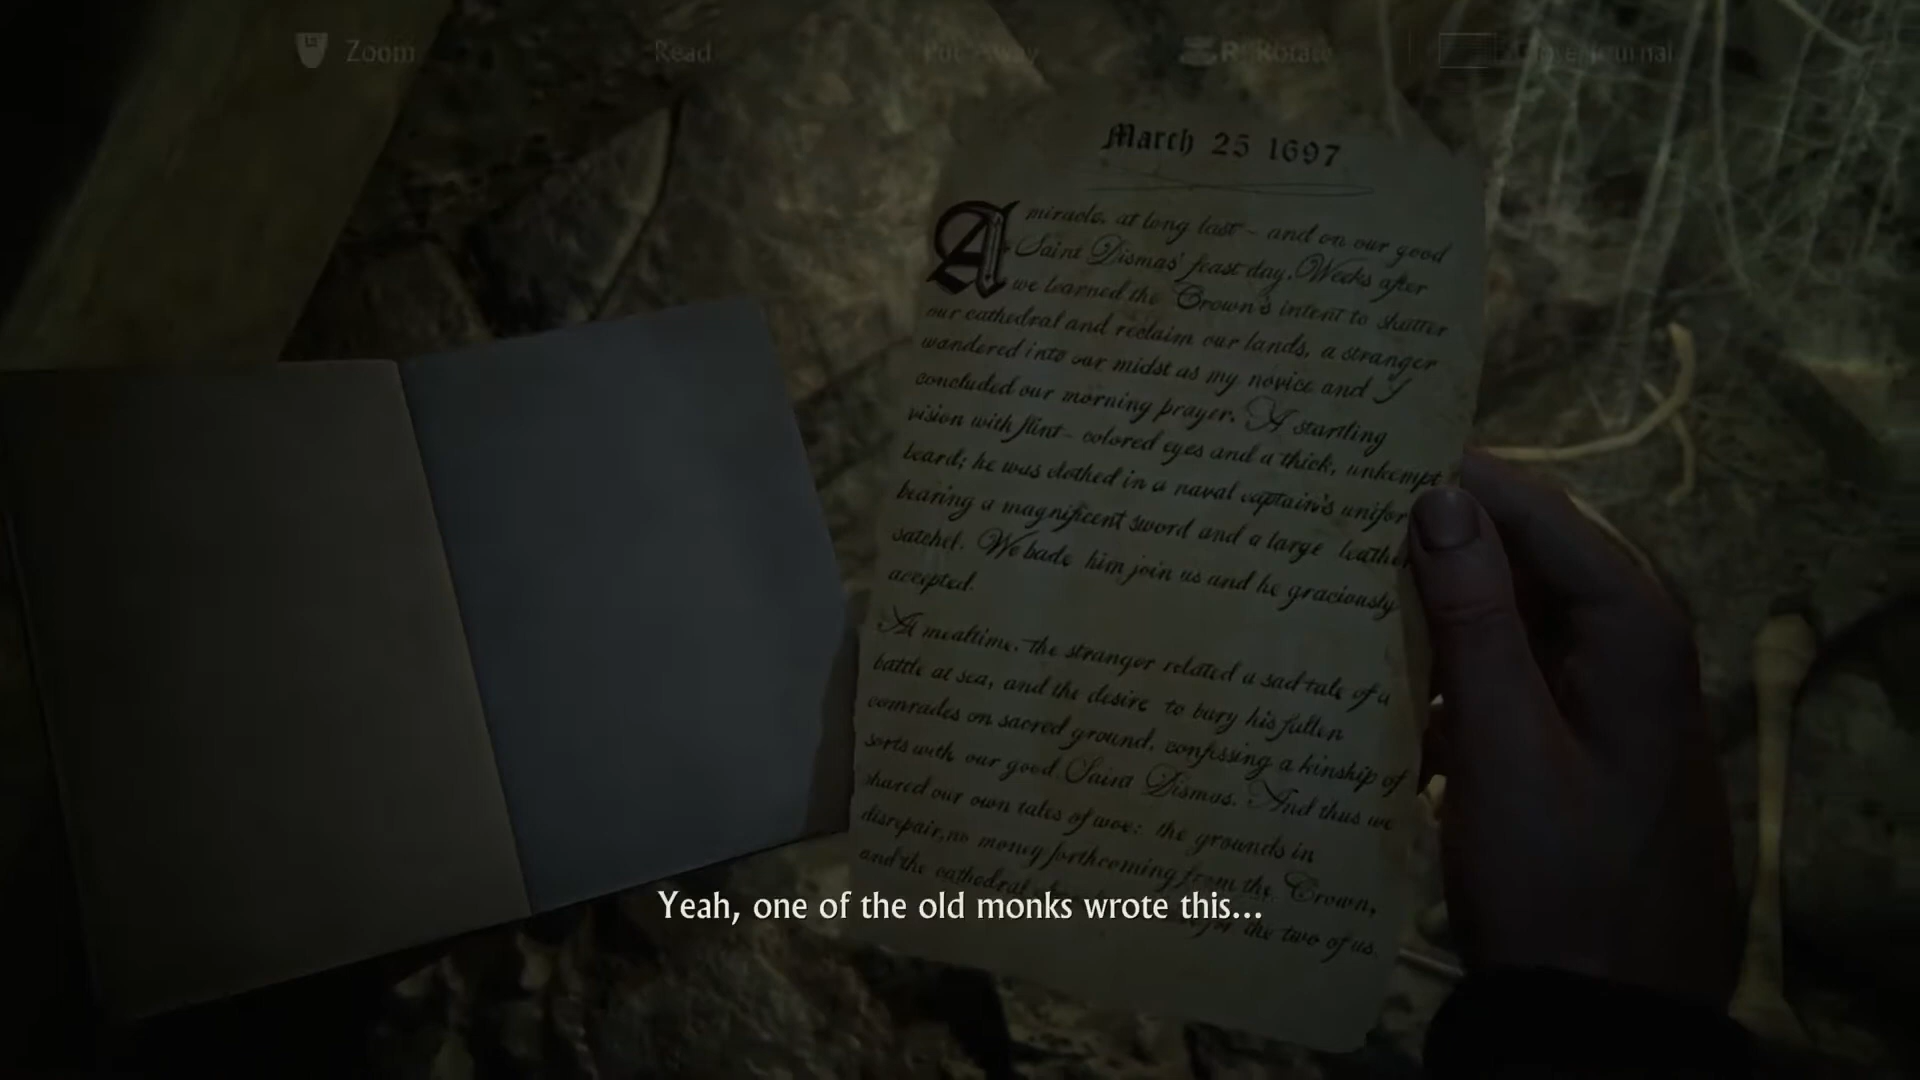 Zoom
Read
Put Away
R Rotate
Close Journal
March 25 1697
A miracle, at long last - and on our good
Saint Dismas' feast day. Weeks after
we learned the Crown's intent to shutter
our cathedral and reclaim our lands, a stranger
wandered into our midst as my novice and I
concluded our morning prayer. A startling
vision with flint-colored eyes and a thick, unkempt
beard; he was clothed in a naval captain's unifor
bearing a magnificent sword and a large leather
satchel. We bade him join us and he graciously
accepted.
At mealtime, the stranger related a sad tale of a
battle at sea, and the desire to bury his fallen
comrades on sacred ground, confessing a kinship of
sorts with our good Saint Dismas. And thus we
shared our own tales of woe: the grounds in
disrepair, no money forthcoming from the Crown,
and the cathedral
for the two of us.
Yeah, one of the old monks wrote this...